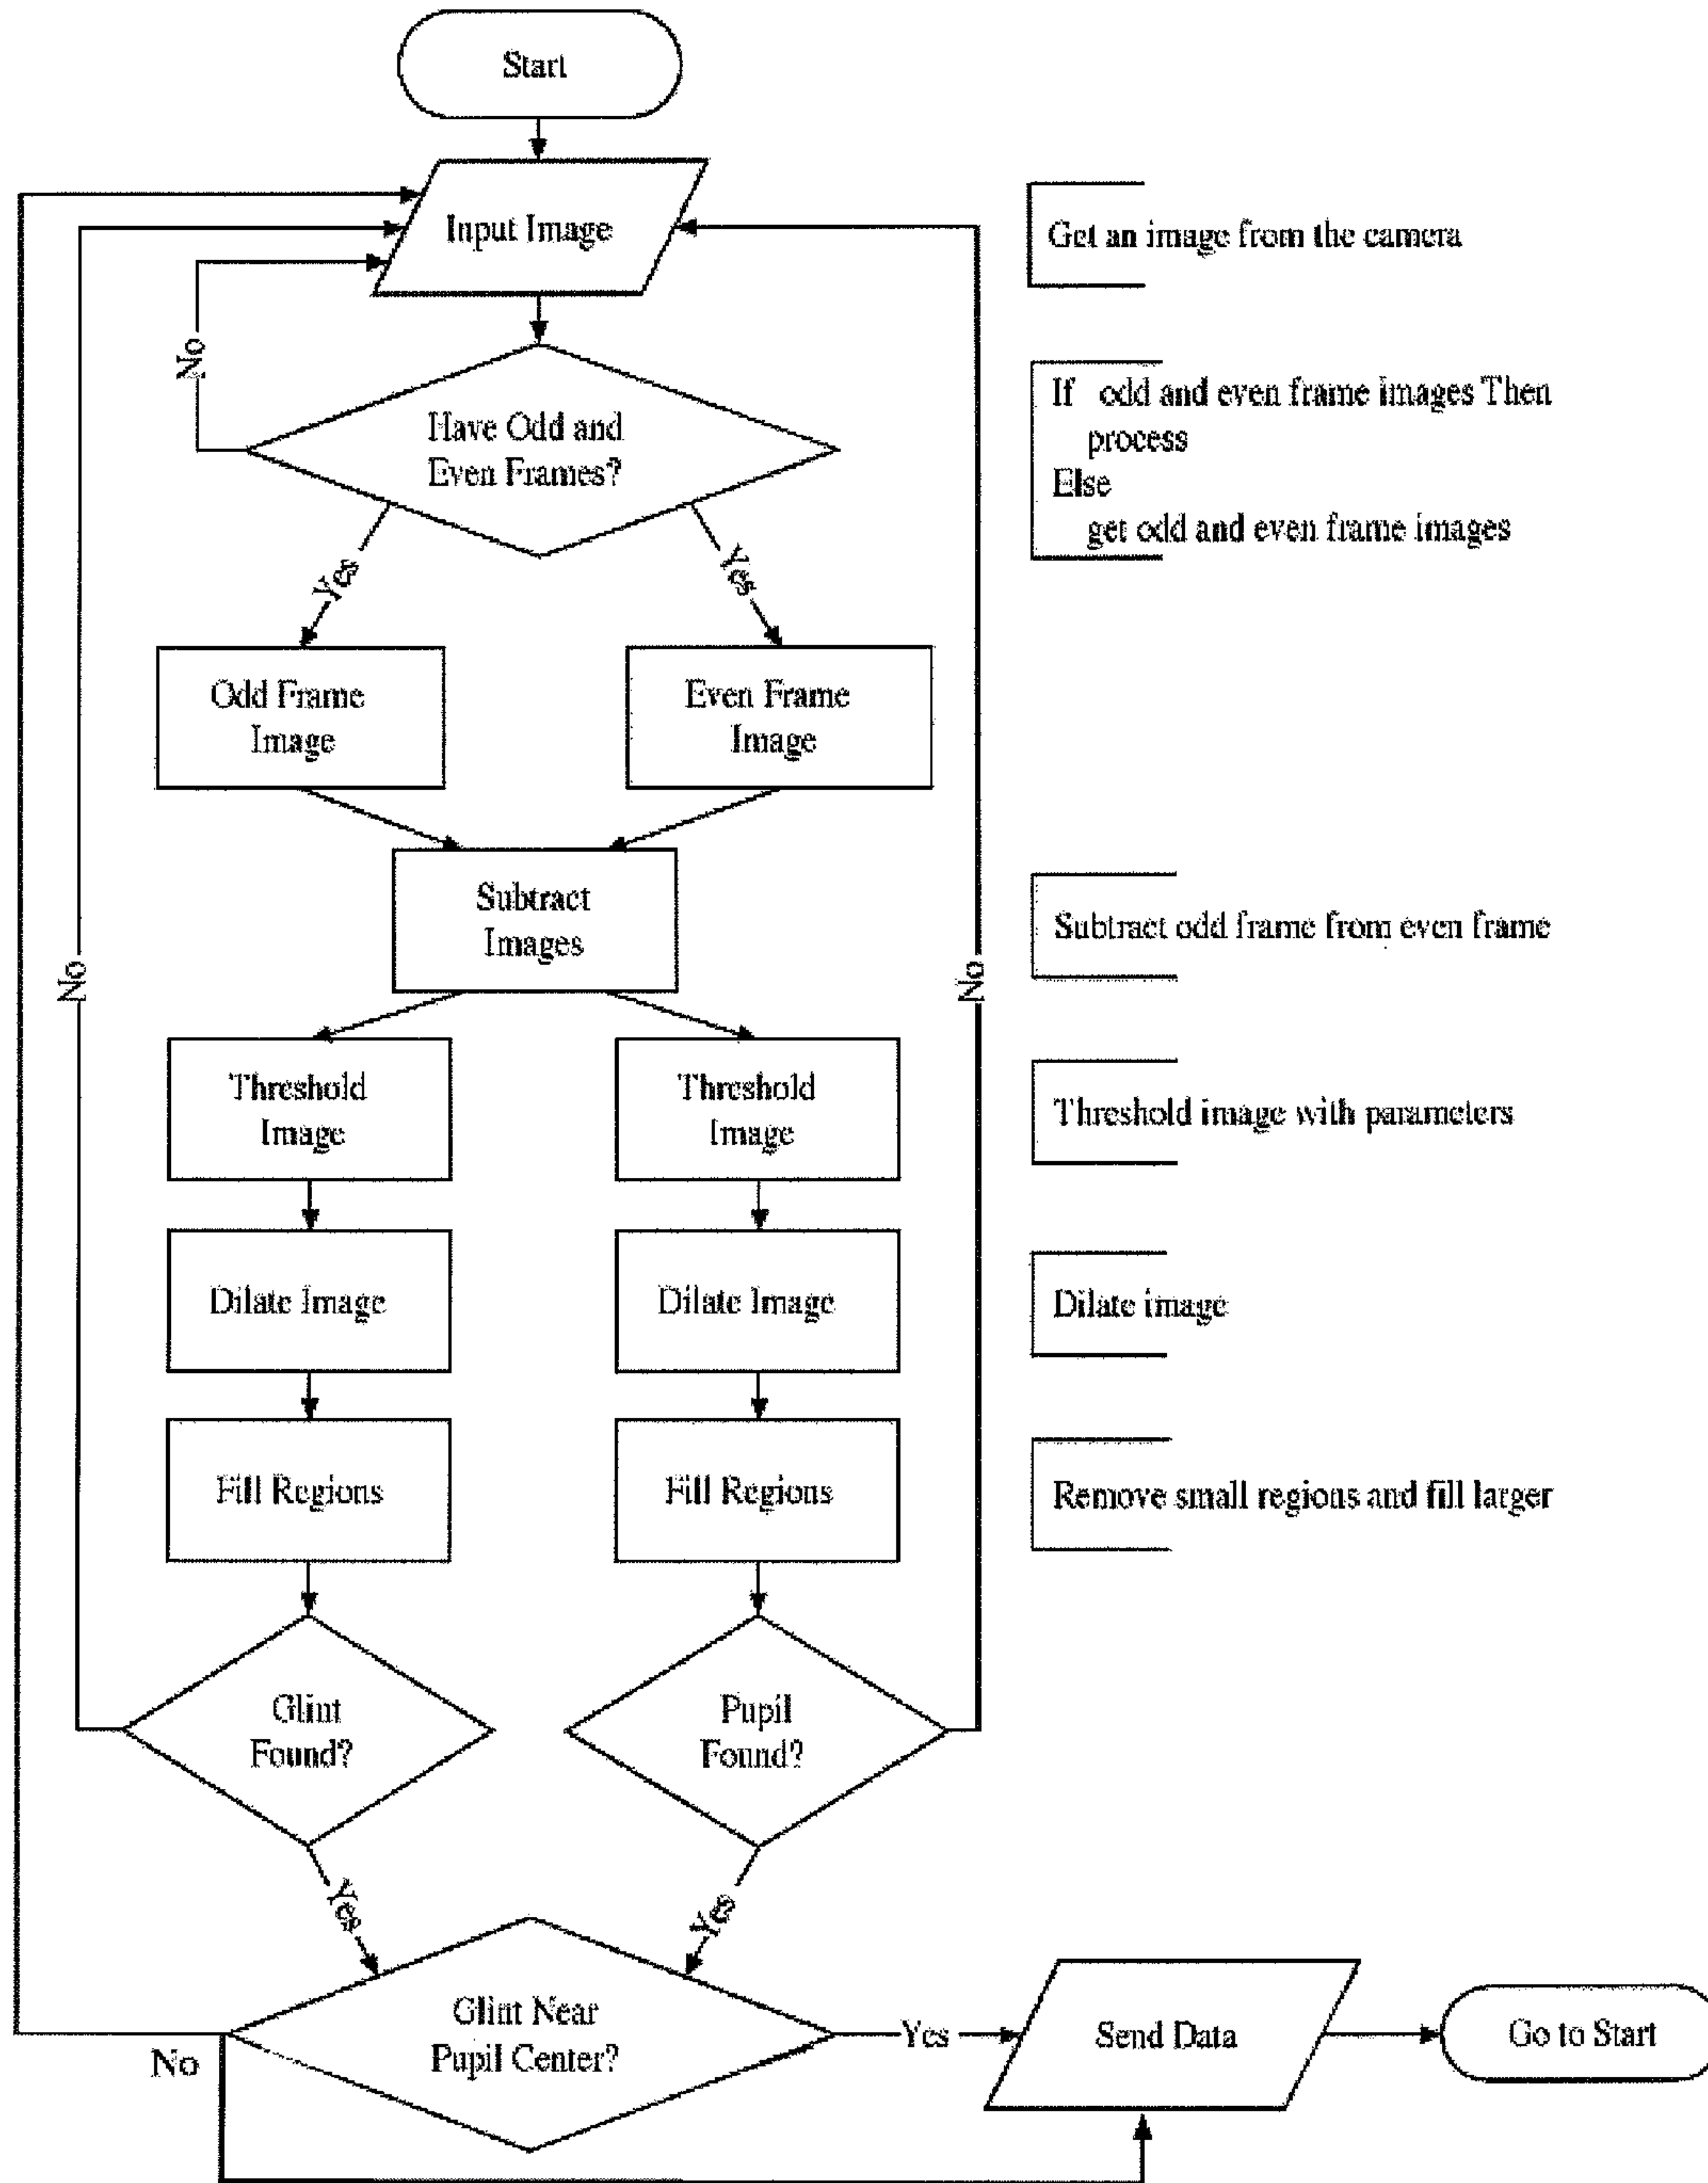 Start
Input Image
Get an image from the camera
No
Have Odd and
Even Frames?
If odd and even frame images Then
process
Else
get odd and even frame images
Yes
Yes
Odd Frame
Image
Even Frame
Image
Subtract
Images
Subtract odd frame from even frame
No
No
Threshold
Image
Threshold
Image
Threshold image with parameters
Dilate Image
Dilate Image
Dilate image
Fill Regions
Fill Regions
Remove small regions and fill larger
Glint
Found?
Pupil
Found?
Yes
Yes
Glint Near
Pupil Center?
Yes
Send Data
Go to Start
No